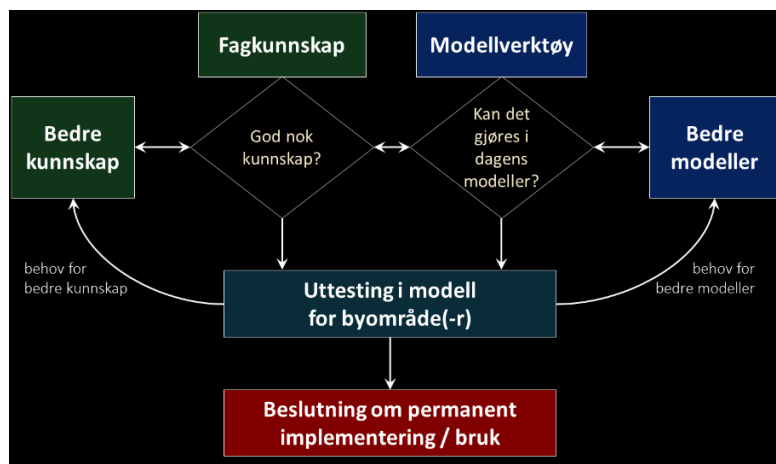 Fagkunnskap
Modellverktøy
Bedre
kunnskap
God nok
kunnskap?
Kan det
gjøres i
dagens
modeller?
Bedre
modeller
behov for
bedre kunnskap
Uttesting i modell
for byområde(-r)
behov for
bedre modeller
Beslutning om permanent
implementering / bruk